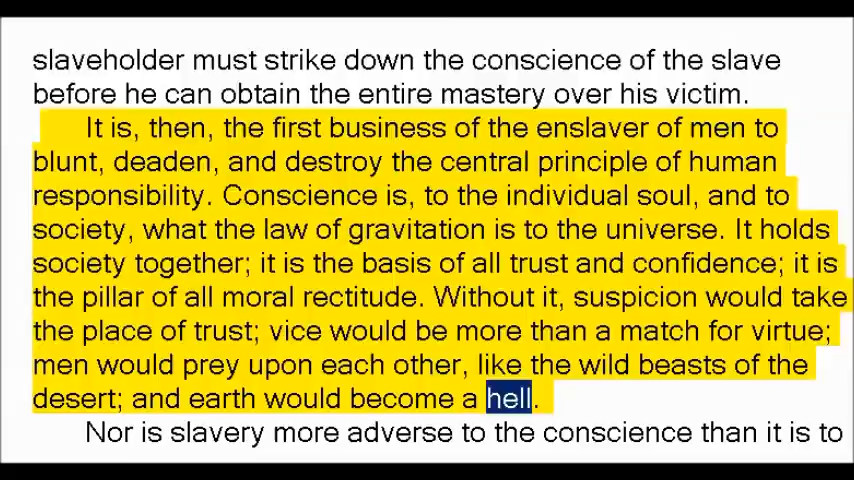 slaveholder must strike down the conscience of the slave
before he can obtain the entire mastery over his victim.
It is, then, the first business of the enslaver of men to
blunt, deaden, and destroy the central principle of human
responsibility. Conscience is, to the individual soul, and to
society, what the law of gravitation is to the universe. It holds
society together; it is the basis of all trust and confidence; it is
the pillar of all moral rectitude. Without it, suspicion would take
the place of trust; vice would be more than a match for virtue;
men would prey upon each other, like the wild beasts of the
desert; and earth would become a hell.
Nor is slavery more adverse to the conscience than it is to